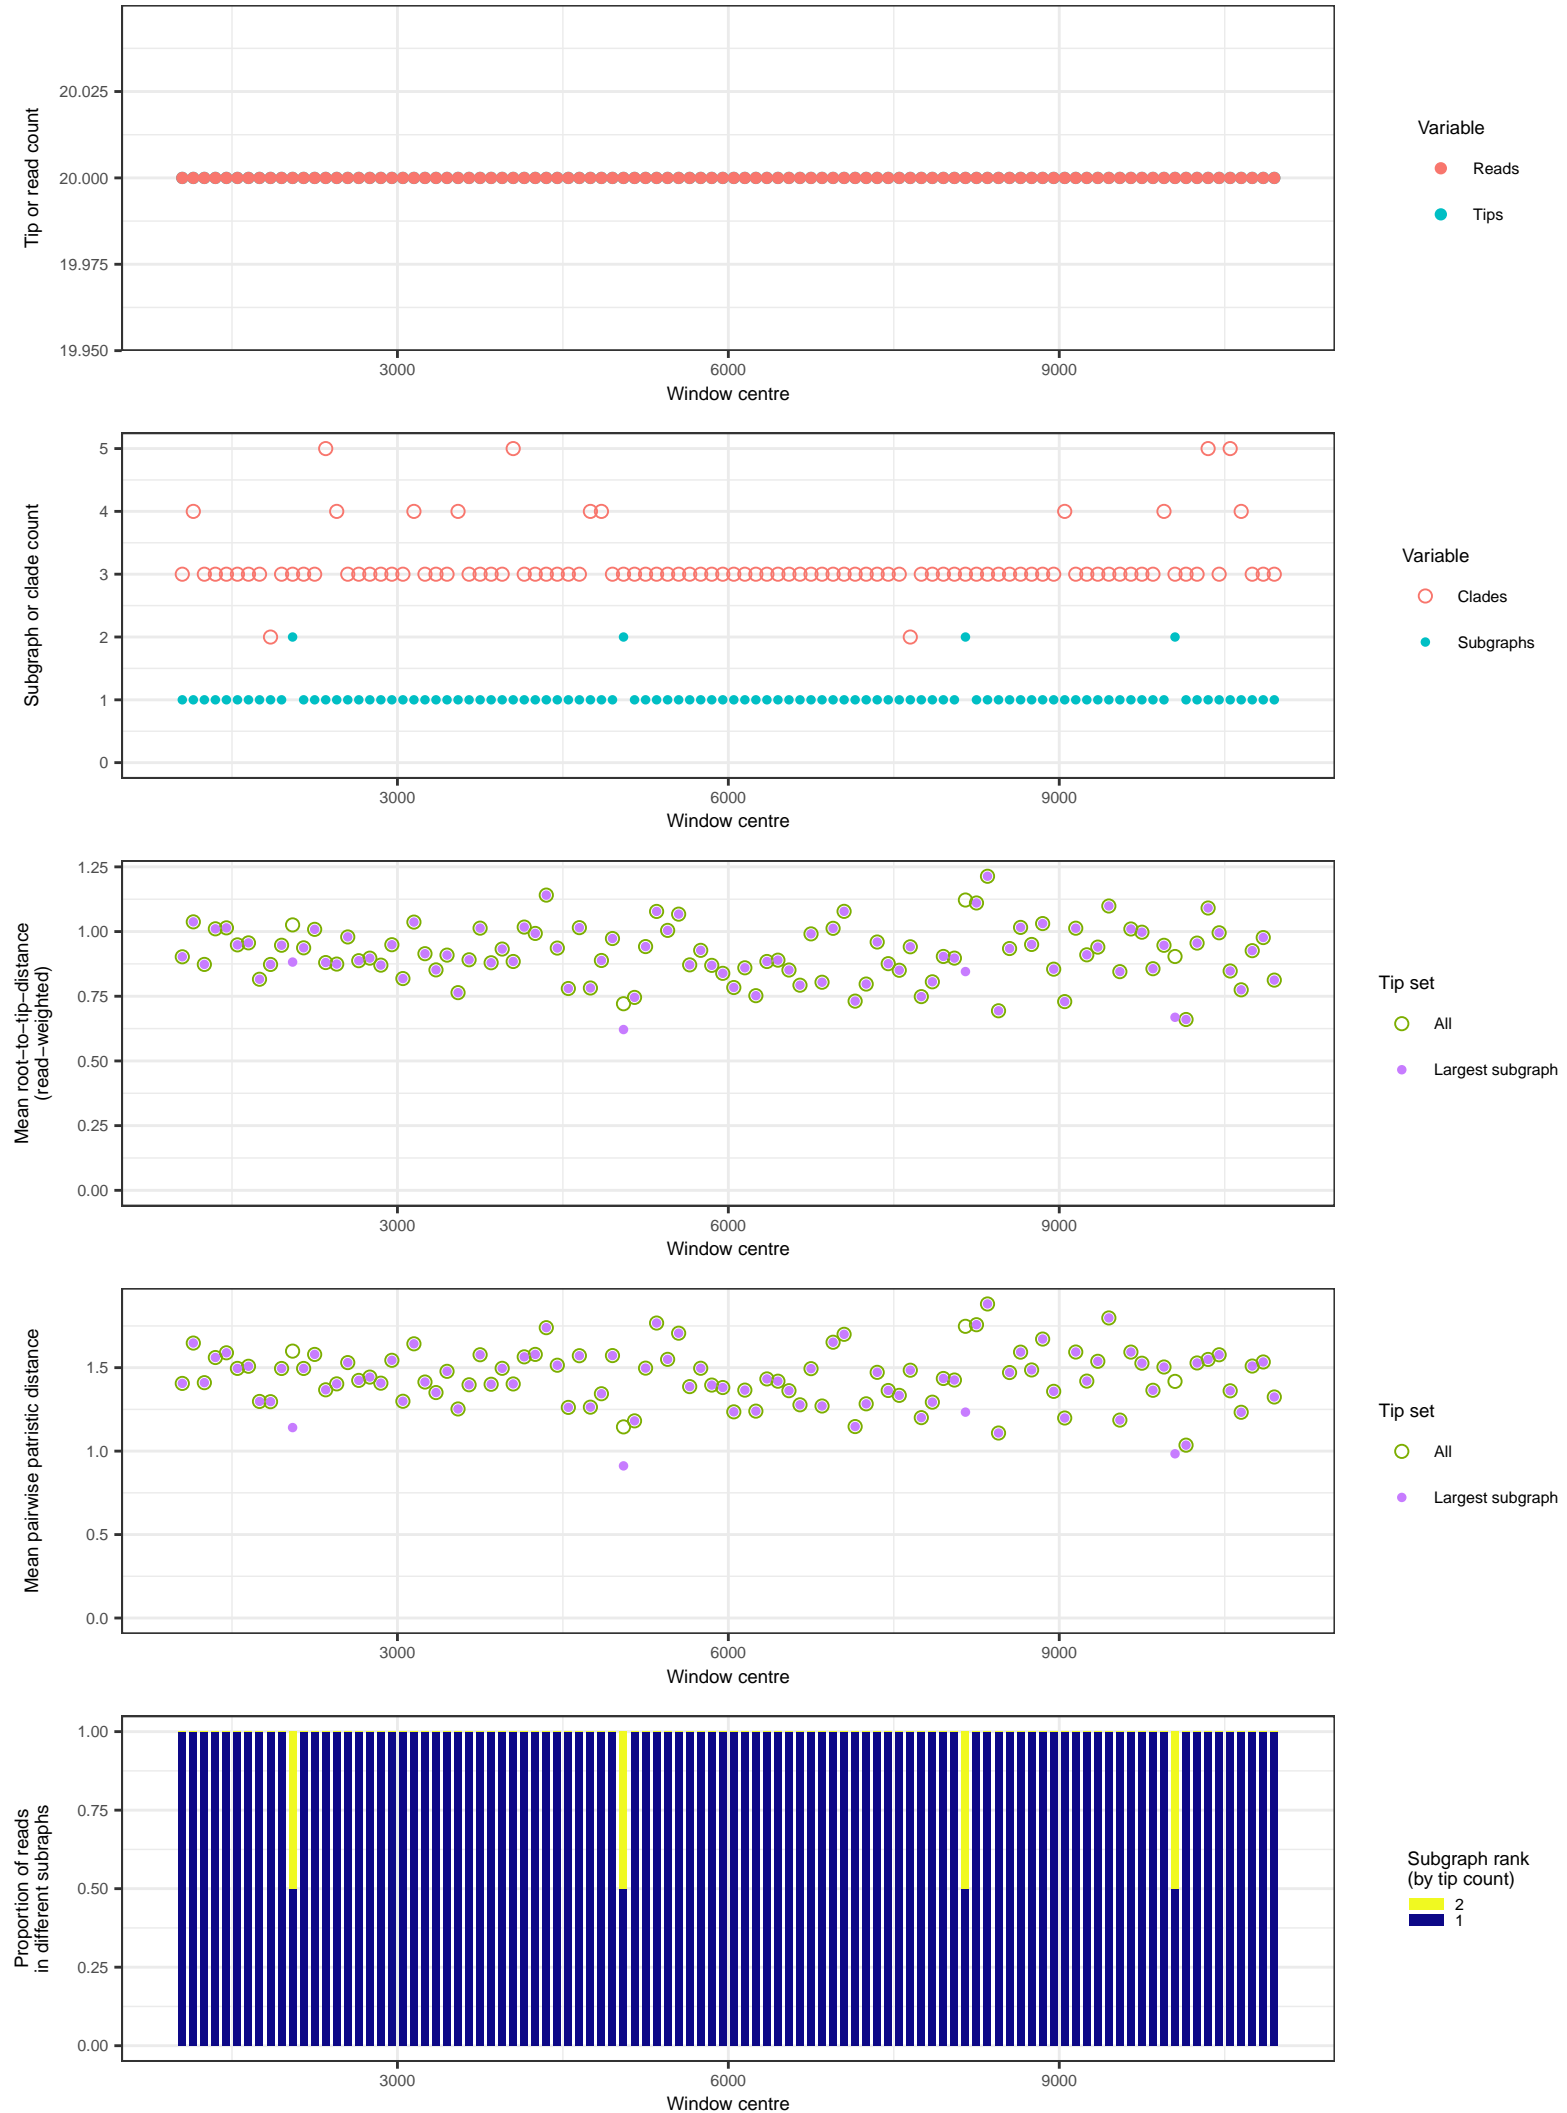 20.025
20.000
19.975
19.950
Tip or read count
3000 6000 9000
Window centre
Variable
Reads
Tips
5
4
3
2
1
0
Subgraph or clade count
3000 6000 9000
Window centre
Variable
Clades
Subgraphs
1.25
1.00
0.75
0.50
0.25
0.00
Mean root−to−tip−distance
(read−weighted)
3000 6000 9000
Window centre
Tip set
All
Largest subgraph
1.5
1.0
0.5
0.0
Mean pairwise patristic distance
3000 6000 9000
Window centre
Tip set
All
Largest subgraph
1.00
0.75
0.50
0.25
0.00
Proportion of reads
in different subraphs
3000 6000 9000
Window centre
Subgraph rank
(by tip count)
2
1